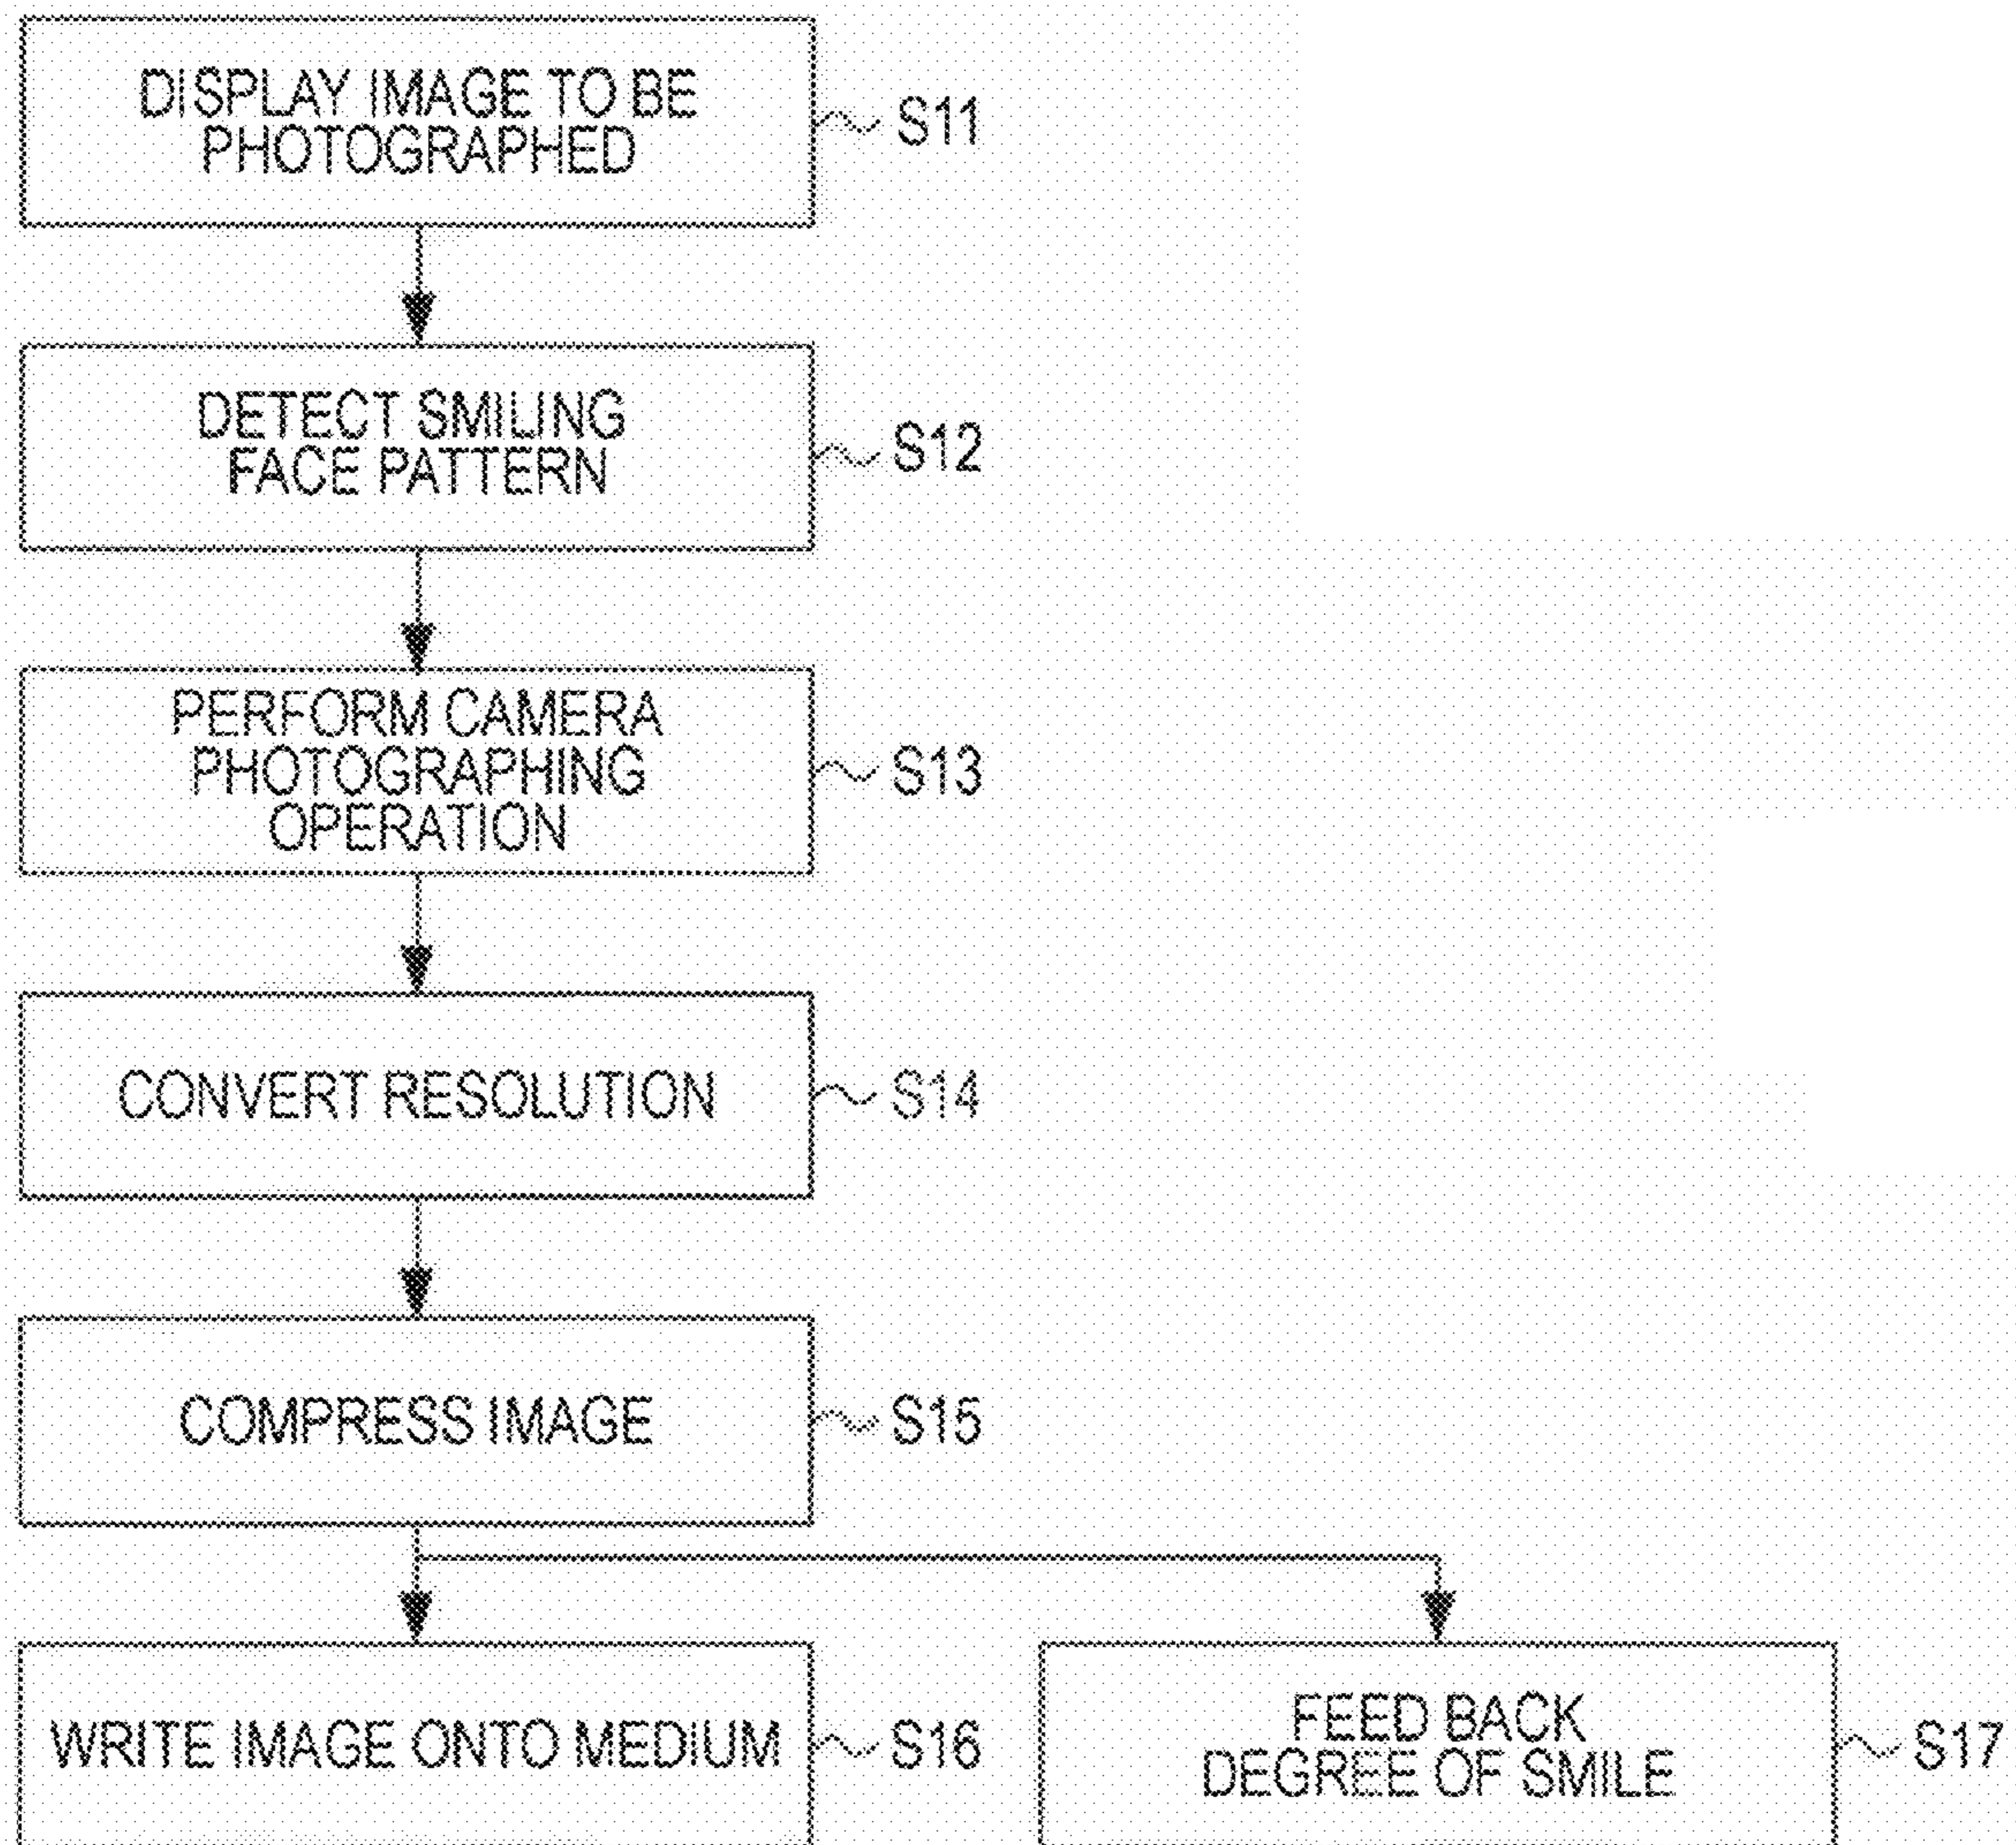 DISPLAY IMAGE TO BE
PHOTOGRAPHED
S11
DETECT SMILING
FACE PATTERN
S12
PERFORM CAMERA
PHOTOGRAPHING
OPERATION
S13
CONVERT RESOLUTION
S14
COMPRESS IMAGE
S15
WRITE IMAGE ONTO MEDIUM
S16
FEED BACK
DEGREE OF SMILE
S17